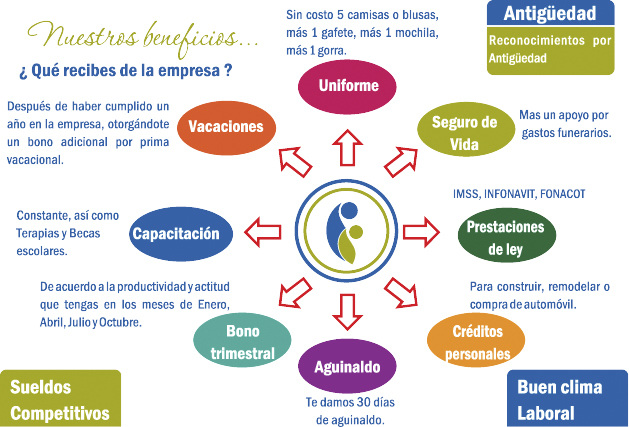 Nuestros beneficios...
¿ Qué recibes de la empresa ?
Sin costo 5 camisas o blusas,
más 1 gafete, más 1 mochila,
más 1 gorra.
Uniforme
Antigüedad
Reconocimientos por
Antigüedad
Después de haber cumplido un
año en la empresa, otorgándote
un bono adicional por prima
vacacional.
Vacaciones
Seguro de
Vida
Mas un apoyo por
gastos funerarios.
Constante, así como
Terapias y Becas
escolares.
Capacitación
IMSS, INFONAVIT, FONACOT
Prestaciones
de ley
De acuerdo a la productividad y actitud
que tengas en los meses de Enero,
Abril, Julio y Octubre.
Bono
trimestral
Para construir, remodelar o
compra de automóvil.
Créditos
personales
Aguinaldo
Te damos 30 días
de aguinaldo.
Sueldos
Competitivos
Buen clima
Laboral